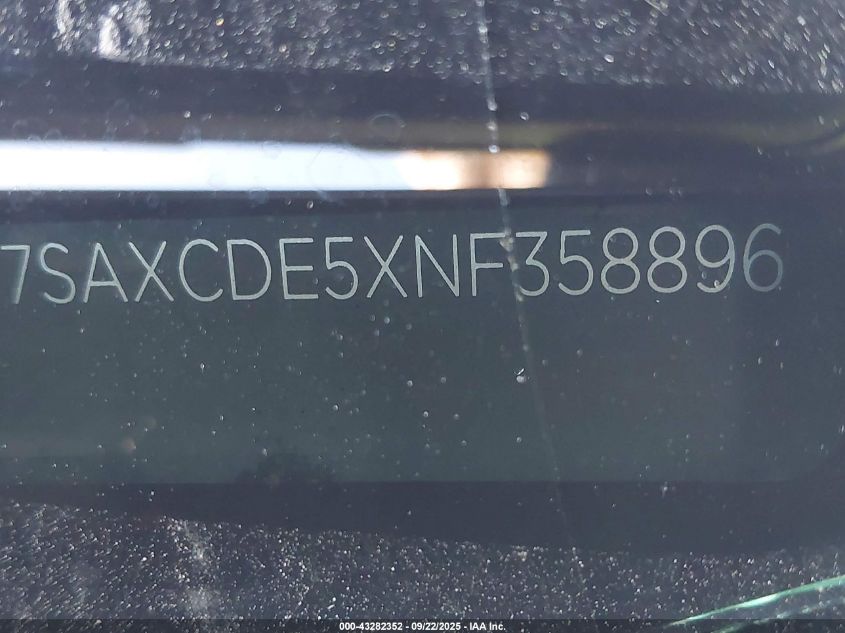 7SAXCDE5XNF358896
000-43282352 - 09/22/2025 - IAA Inc.